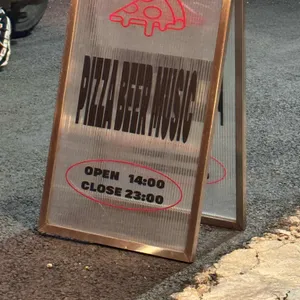 PIZZA BEER MUSIC
OPEN 14:00
CLOSE 23:00